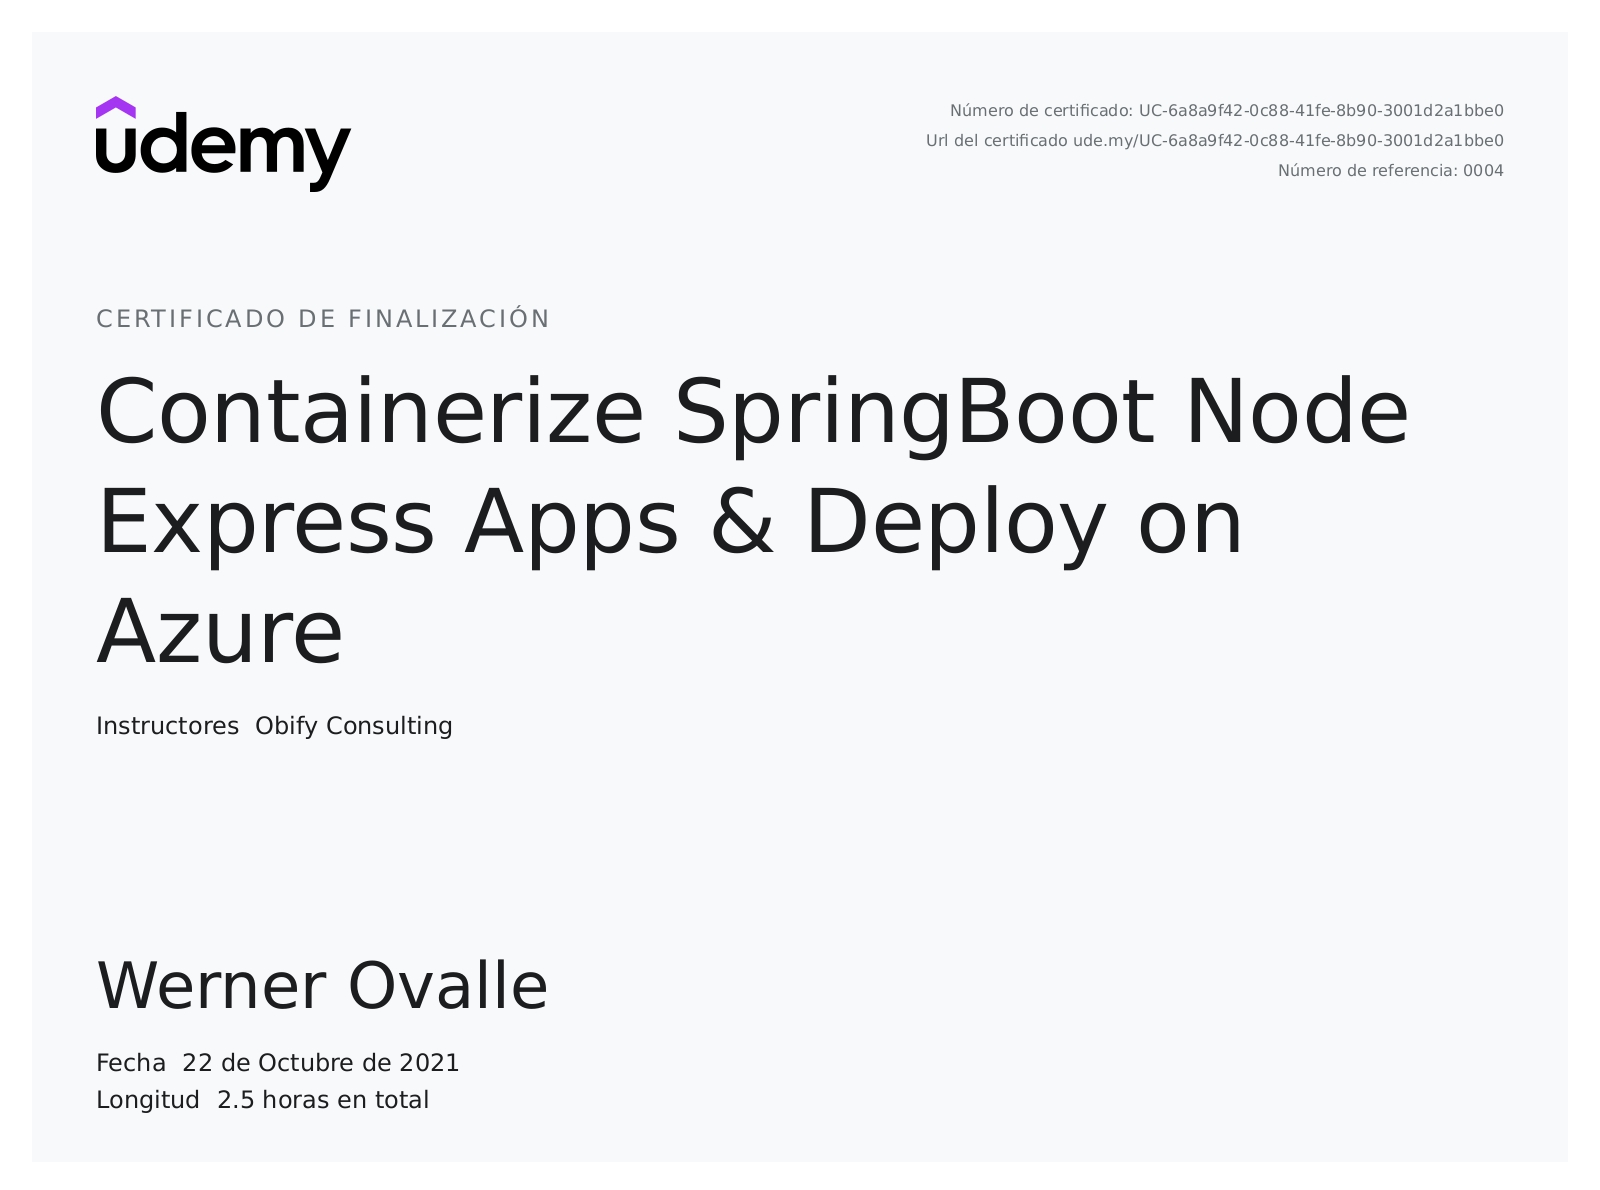 udemy
Número de certificado: UC-6a8a9f42-0c88-41fe-8b90-3001d2a1bbe0
Url del certificado ude.my/UC-6a8a9f42-0c88-41fe-8b90-3001d2a1bbe0
Número de referencia: 0004
CERTIFICADO DE FINALIZACIÓN
Containerize SpringBoot Node
Express Apps & Deploy on
Azure
Instructores Obify Consulting
Werner Ovalle
Fecha 22 de Octubre de 2021
Longitud 2.5 horas en total